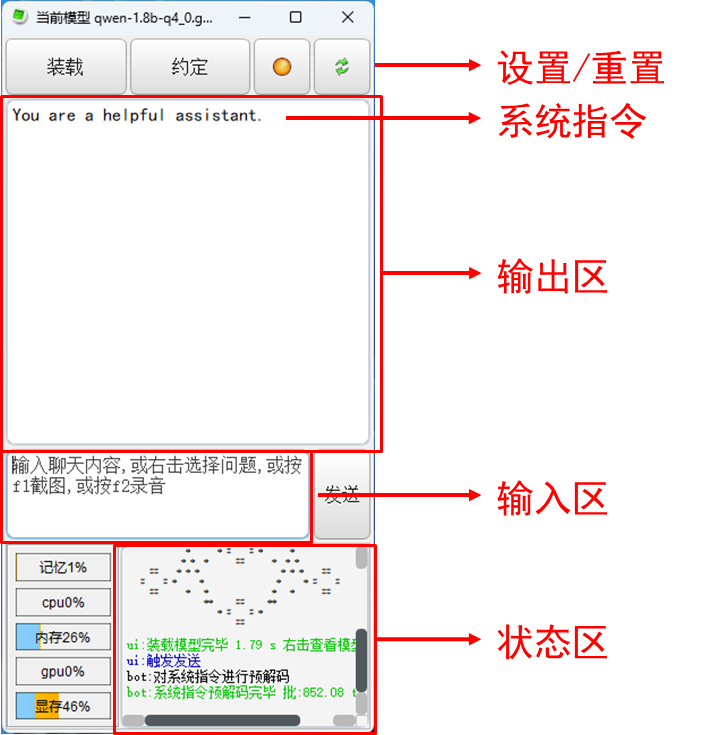 当前模型 qwen-1.8b-q4_0.g...
装载
约定
设置/重置
You are a helpful assistant.
系统指令
输出区
输入聊天内容,或右击选择问题,或按
f1截图,或按f2录音
发送
输入区
记忆1%
cpu0%
内存26%
gpu0%
显存46%
ui:装载模型完毕 1.79 s 右击查看模型
ui:触发发送
bot:对系统指令进行预解码
bot:系统指令预解码完毕 批:852.08 t
状态区